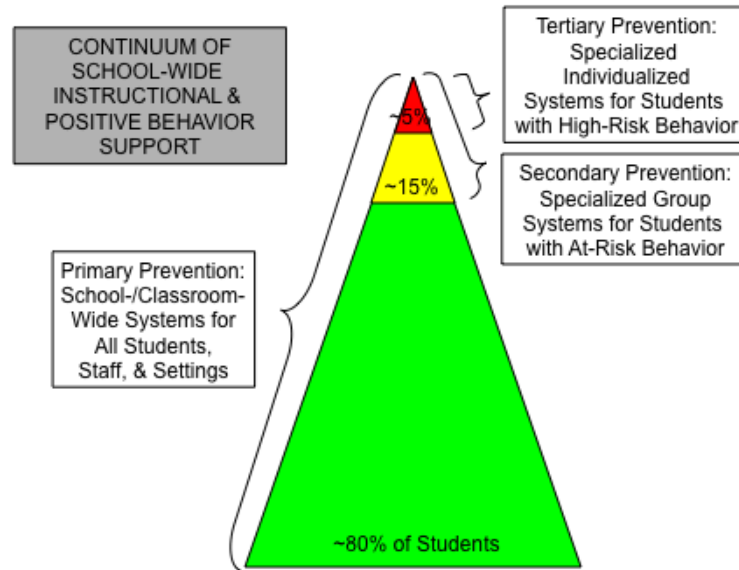 CONTINUUM OF
SCHOOL-WIDE
INSTRUCTIONAL &
POSITIVE BEHAVIOR
SUPPORT
Tertiary Prevention:
Specialized
Individualized
Systems for Students
with High-Risk Behavior
~5%
~15%
Secondary Prevention:
Specialized Group
Systems for Students
with At-Risk Behavior
Primary Prevention:
School-/Classroom-
Wide Systems for
All Students,
Staff, & Settings
~80% of Students